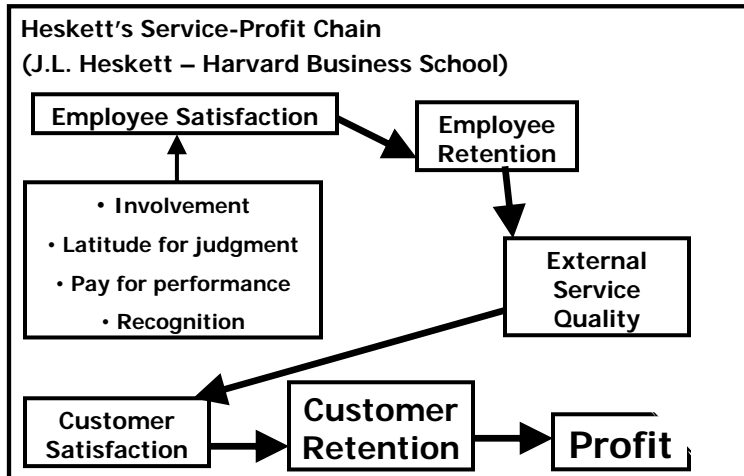 Heskett's Service-Profit Chain
(J.L. Heskett – Harvard Business School)
Employee Satisfaction
Employee
Retention
• Involvement
• Latitude for judgment
• Pay for performance
• Recognition
External
Service
Quality
Customer
Satisfaction
Customer
Retention
Profit